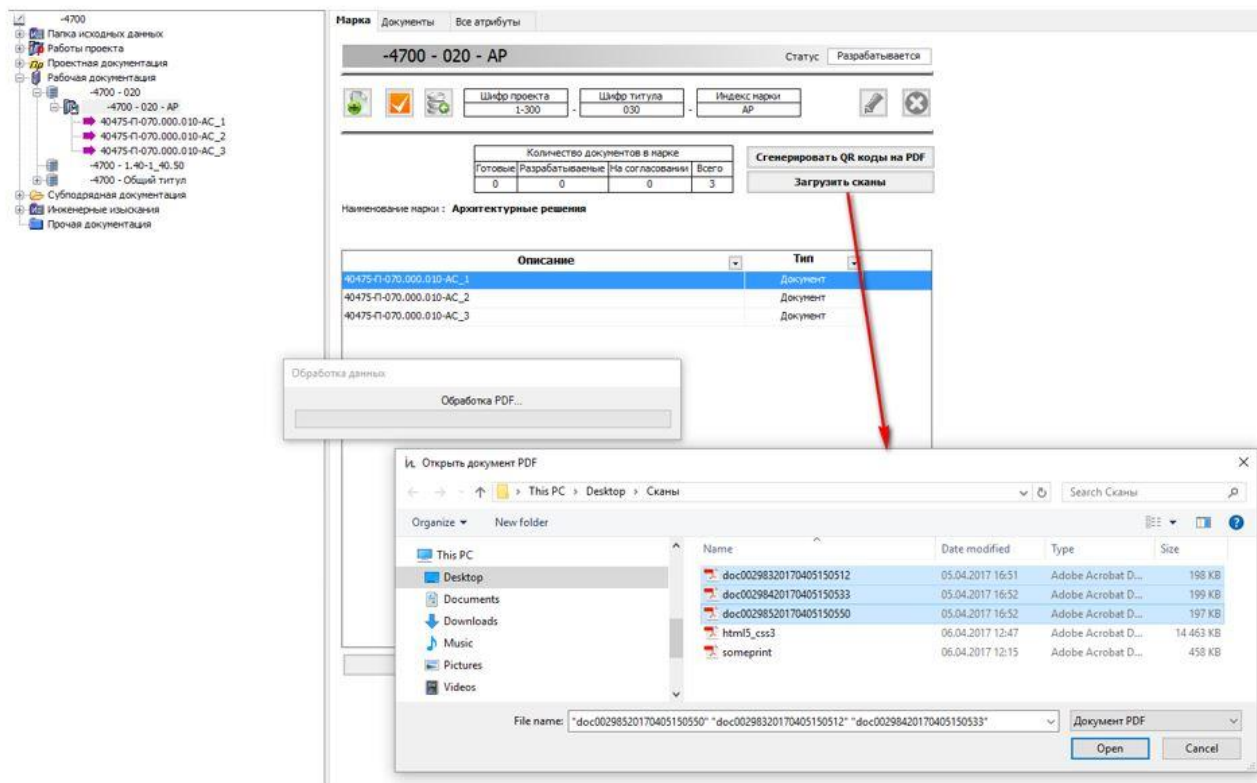 -4700
Папка исходных данных
Работы проекта
Пр Проектная документация
Рабочая документация
-4700 - 020
-4700 - 020 - АР
40475-П-070.000.010-АС_1
40475-П-070.000.010-АС_2
40475-П-070.000.010-АС_3
-4700 - 1.40-1_40.50
-4700 - Общий титул
Субподрядная документация
Инженерные изыскания
Прочая документация
Марка Документы Все атрибуты
-4700 - 020 - АР Статус Разрабатывается
Шифр проекта Шифр титула Индекс марки
1-300 - 030 - АР
Количество документов в марке
Готовые Разрабатываемые На согласовании Всего
0 0 0 3
Сгенерировать QR коды на PDF
Загрузить сканы
Наименование марки : Архитектурные решения
Описание Тип
40475-П-070.000.010-АС_1 Документ
40475-П-070.000.010-АС_2 Документ
40475-П-070.000.010-АС_3 Документ
Обработка данных
Обработка PDF...
Открыть документ PDF
This PC > Desktop > Сканы
Search Сканы
Organize New folder
This PC
Desktop
Documents
Downloads
Music
Pictures
Videos
Name Date modified Type Size
doc00298320170405150512 05.04.2017 16:51 Adobe Acrobat D... 198 KB
doc00298420170405150533 05.04.2017 16:52 Adobe Acrobat D... 199 KB
doc00298520170405150550 05.04.2017 16:52 Adobe Acrobat D... 197 KB
html5_css3 06.04.2017 12:47 Adobe Acrobat D... 14 463 KB
someprint 06.04.2017 12:15 Adobe Acrobat D... 458 KB
File name: "doc00298520170405150550" "doc00298320170405150512" "doc00298420170405150533" Документ PDF
Open Cancel